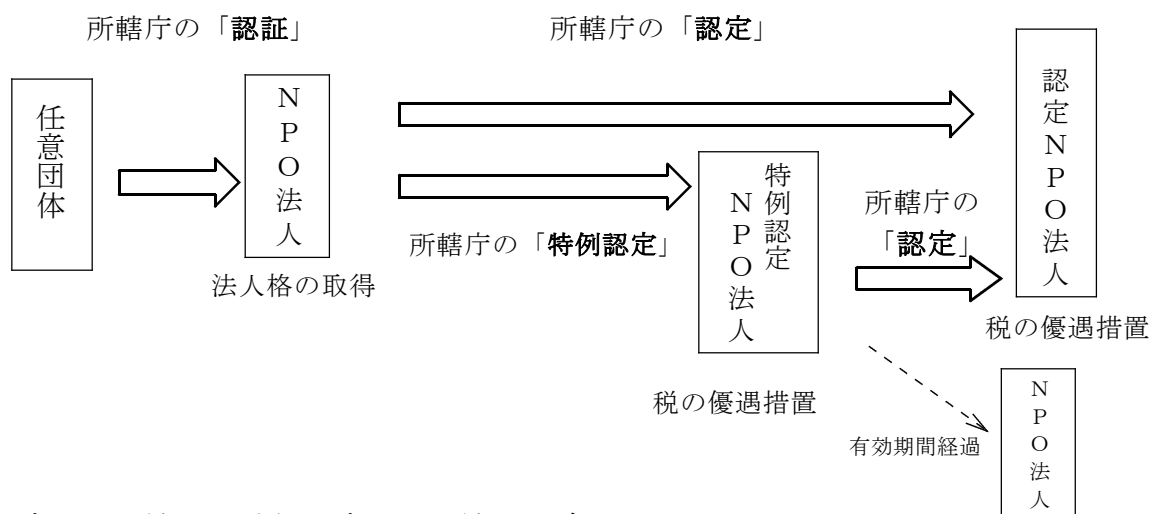 所轄庁の「認証」
所轄庁の「認定」
任意団体
NPO法人
法人格の取得
所轄庁の「特例認定」
特例認定
NPO法人
税の優遇措置
所轄庁の
「認定」
認定NPO法人
税の優遇措置
有効期間経過
NPO法人